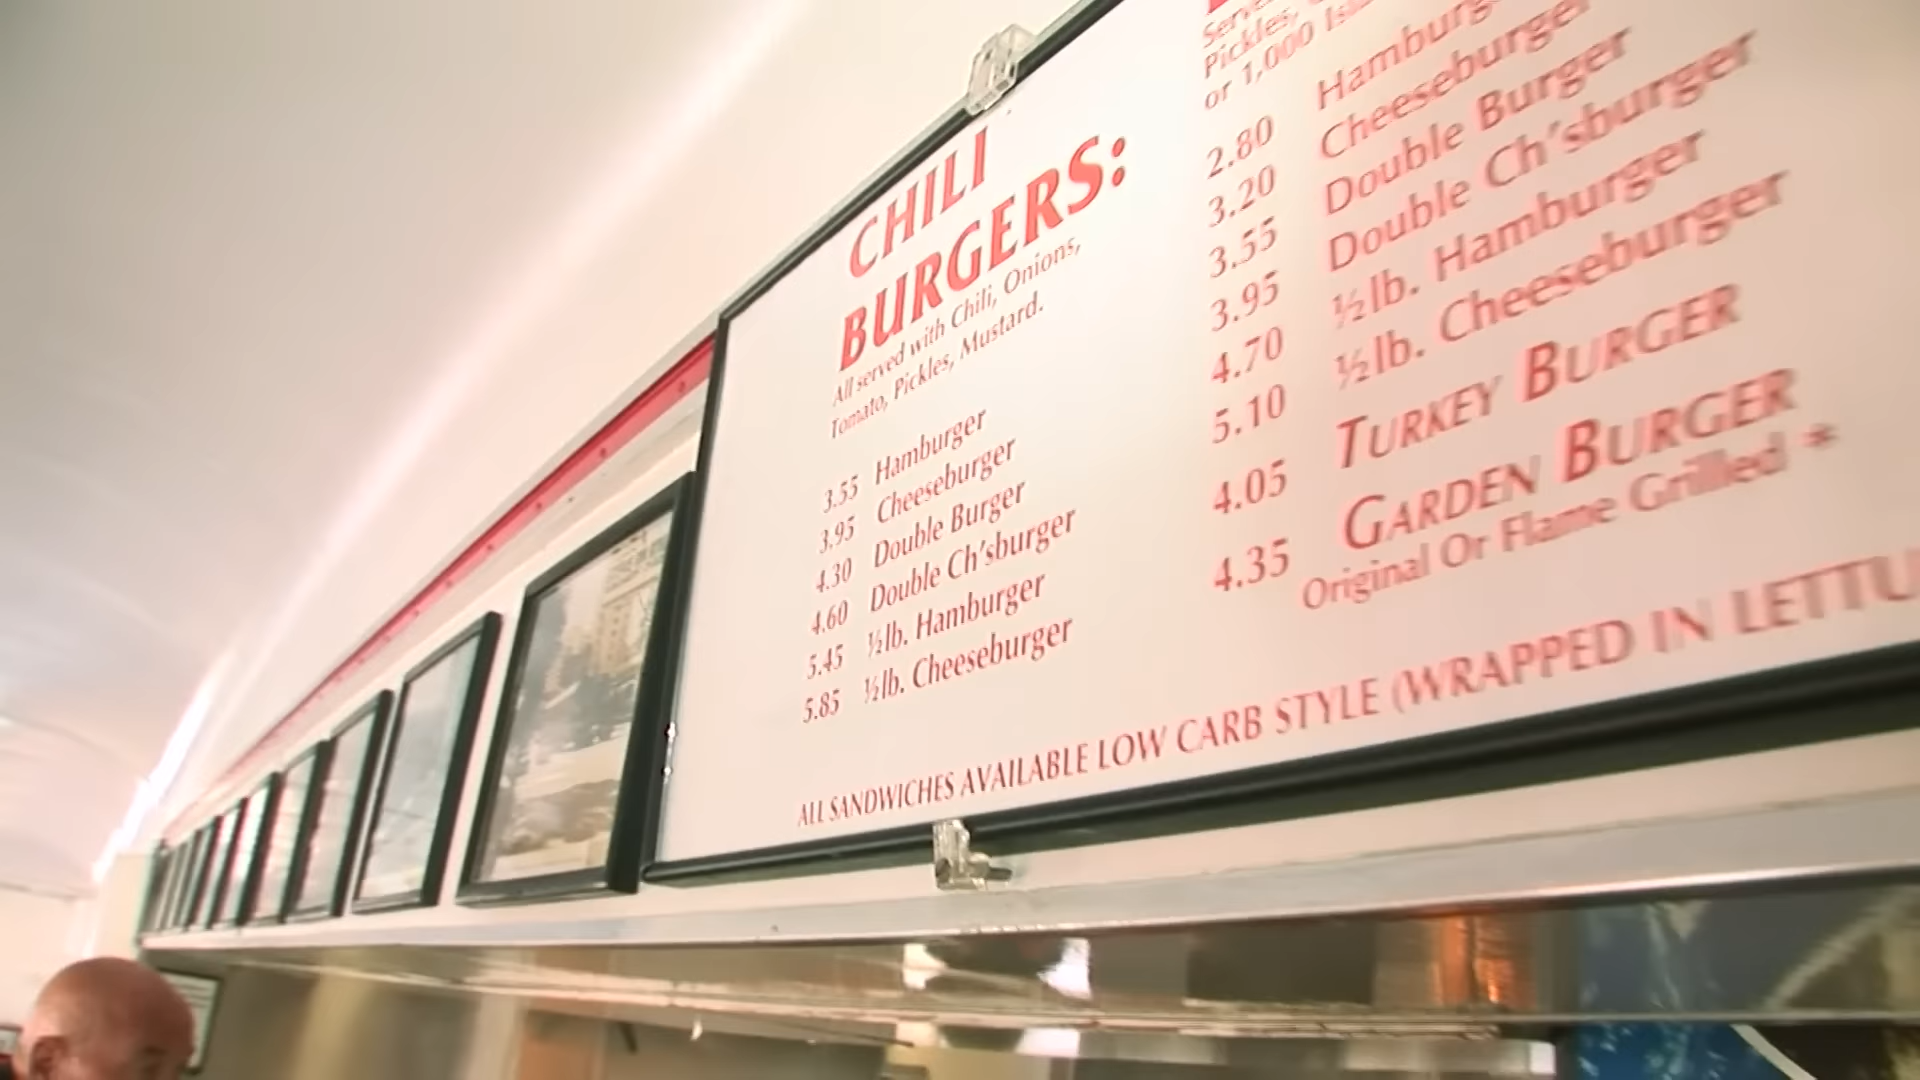 CHILI
BURGERS:
All served with Chili, Onions,
Tomato, Pickles, Mustard.
3.55 Hamburger
3.95 Cheeseburger
4.30 Double Burger
4.60 Double Ch'sburger
5.45 ½lb. Hamburger
5.85 ½lb. Cheeseburger
Pickles,
or 1,000
2.80 Hamburger
3.20 Cheeseburger
3.55 Double Burger
3.95 Double Ch'sburger
4.70 ½lb. Hamburger
5.10 ½lb. Cheeseburger
4.05 TURKEY BURGER
4.35 GARDEN BURGER
Original Or Flame Grilled *
ALL SANDWICHES AVAILABLE LOW CARB STYLE (WRAPPED IN LETTU